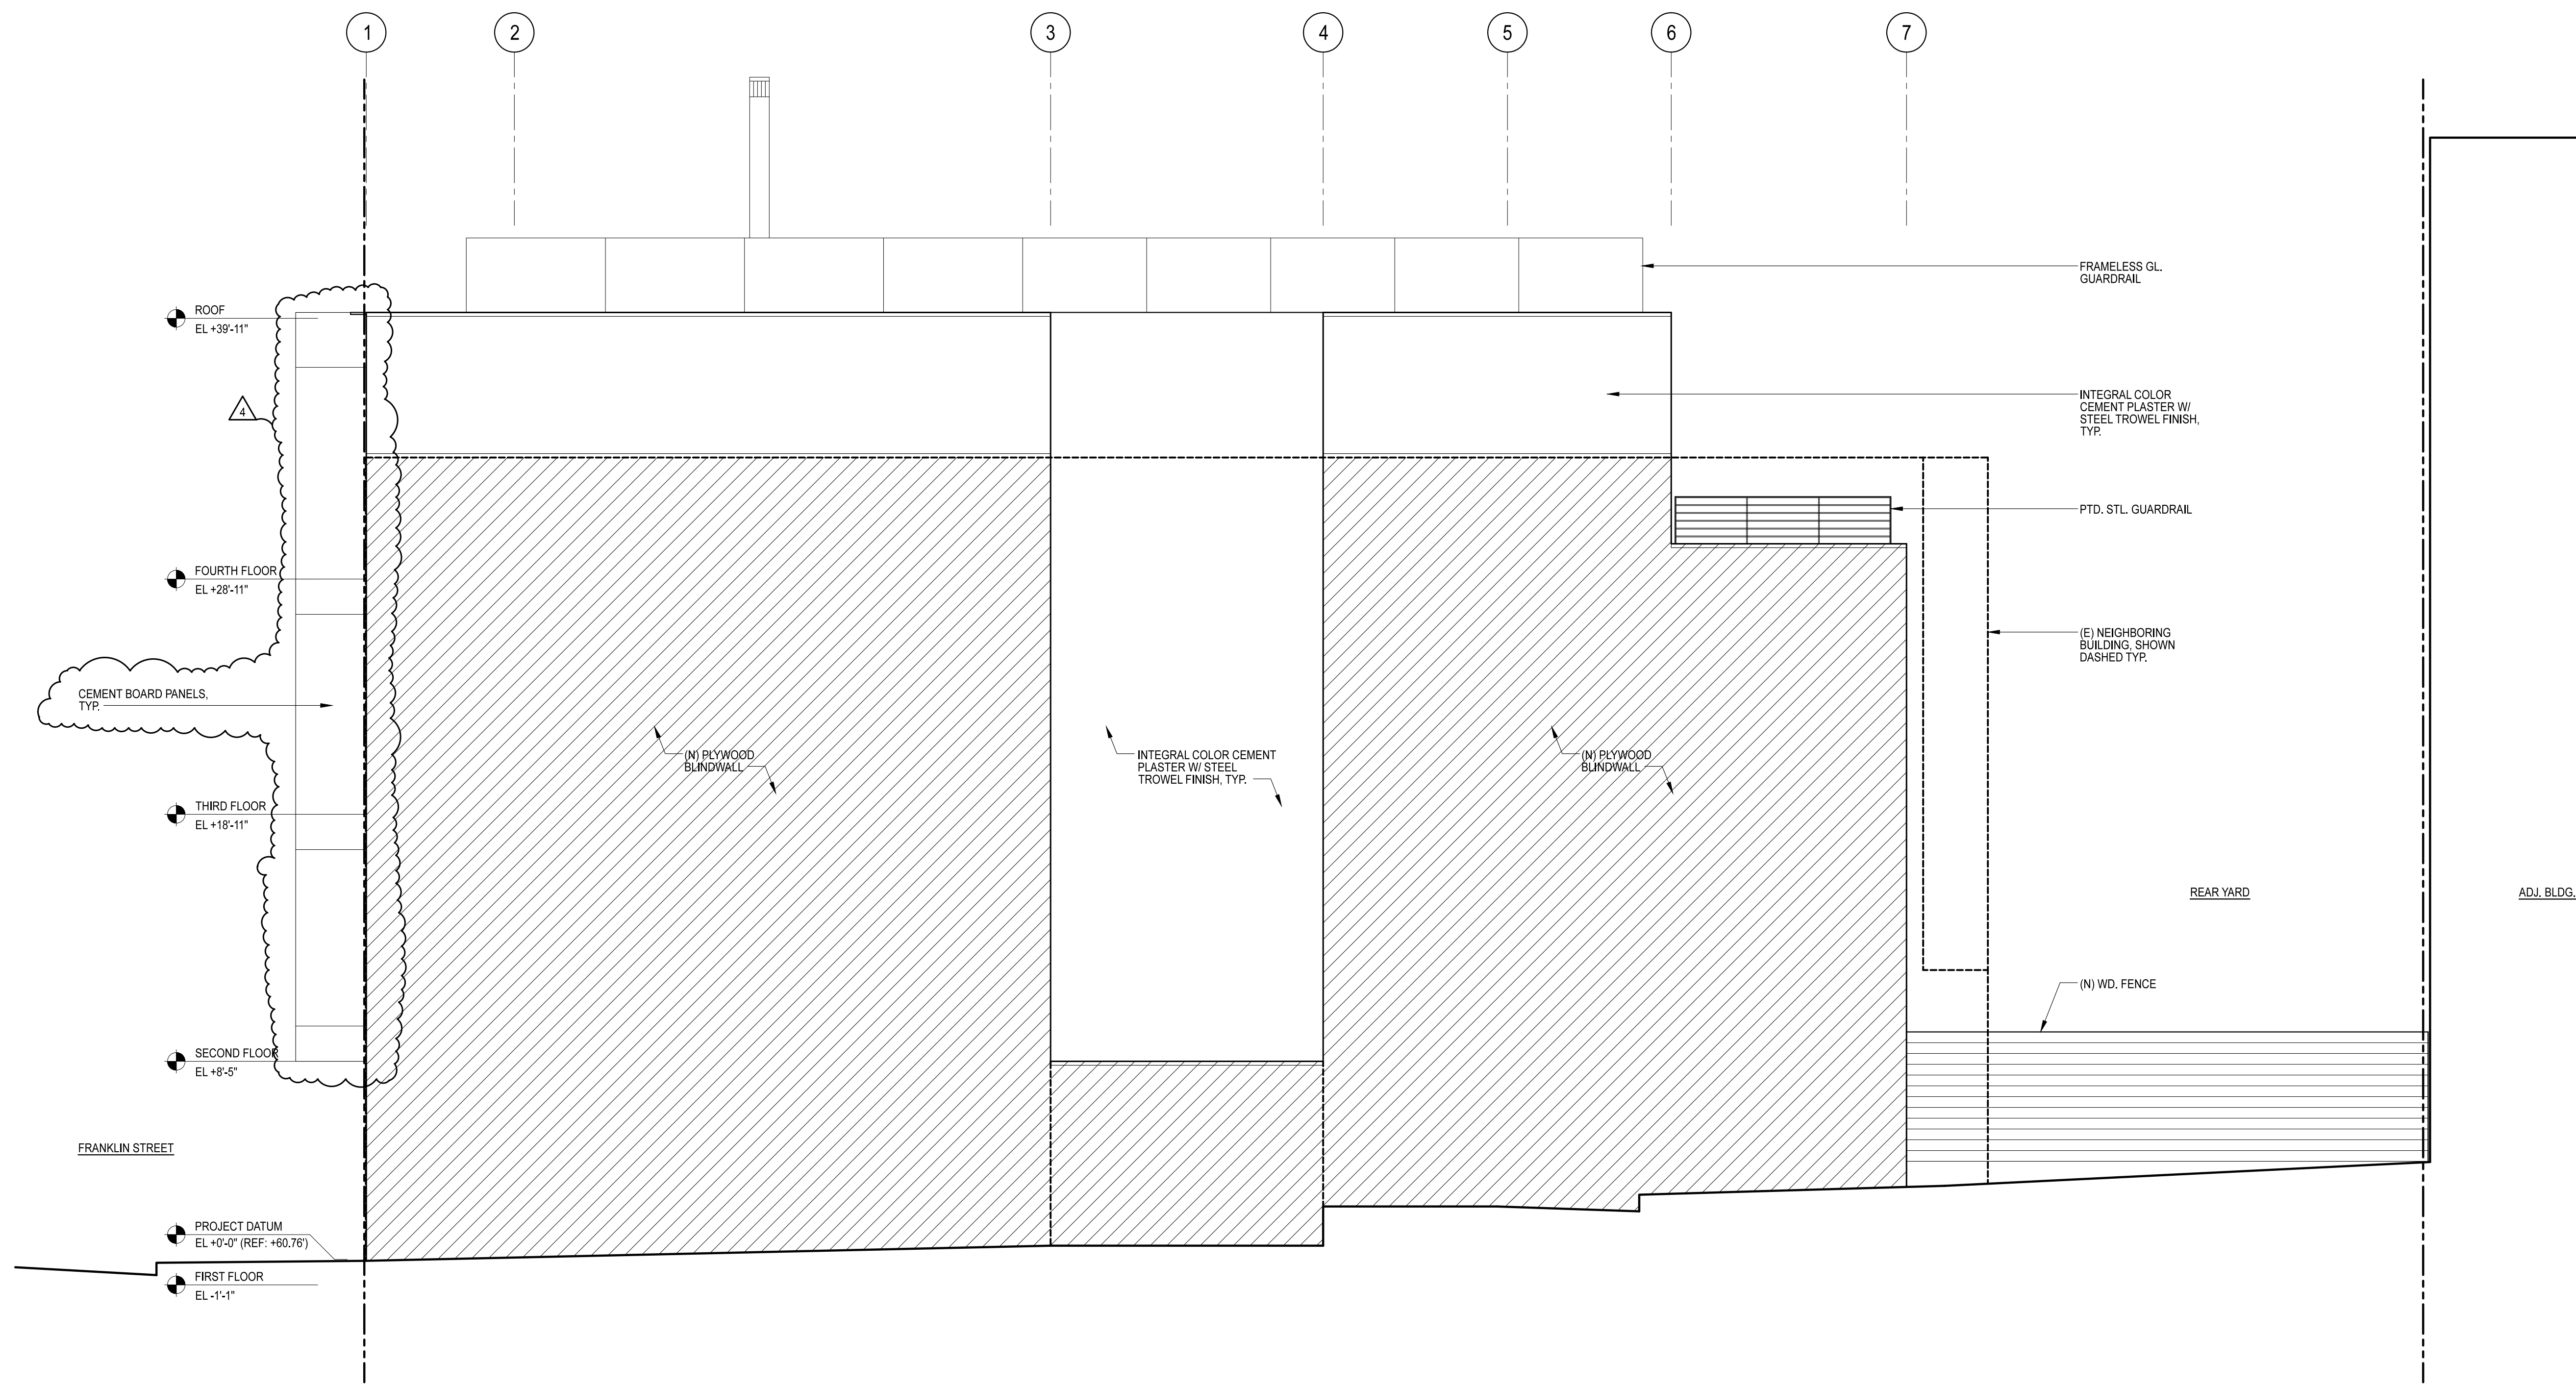 1
2
3
4
5
6
7
FRAMELESS GL.
GUARDRAIL
ROOF
EL +39'-11"
INTEGRAL COLOR
CEMENT PLASTER W/
STEEL TROWEL FINISH,
TYP.
4
PTD. STL. GUARDRAIL
FOURTH FLOOR
EL +28'-11"
(E) NEIGHBORING
BUILDING, SHOWN
DASHED TYP.
CEMENT BOARD PANELS,
TYP.
(N) PLYWOOD
BLINDWALL
INTEGRAL COLOR CEMENT
PLASTER W/ STEEL
TROWEL FINISH, TYP.
(N) PLYWOOD
BLINDWALL
THIRD FLOOR
EL +18'-11"
REAR YARD
ADJ. BLDG.
(N) WD. FENCE
SECOND FLOOR
EL +8'-5"
FRANKLIN STREET
PROJECT DATUM
EL +0'-0" (REF: +60.76')
FIRST FLOOR
EL -1'-1"